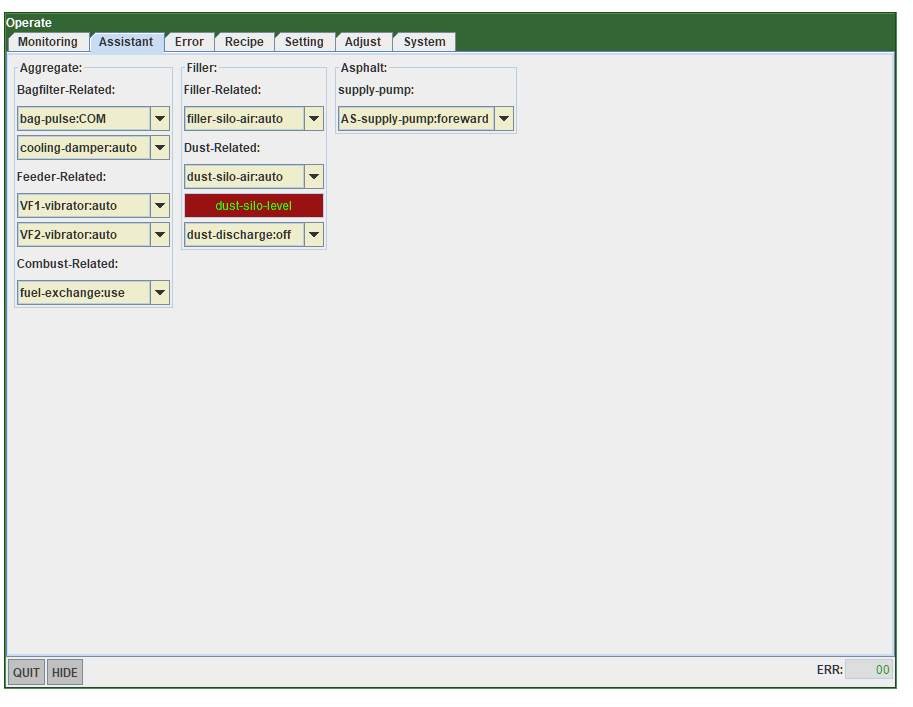 Operate
Monitoring Assistant Error Recipe Setting Adjust System
Aggregate:
Bagfilter-Related:
bag-pulse:COM
cooling-damper:auto
Feeder-Related:
VF1-vibrator:auto
VF2-vibrator:auto
Combust-Related:
fuel-exchange:use
Filler:
Filler-Related:
filler-silo-air:auto
Dust-Related:
dust-silo-air:auto
dust-silo-level
dust-discharge:off
Asphalt:
supply-pump:
AS-supply-pump:foreward
QUIT HIDE
ERR: 00